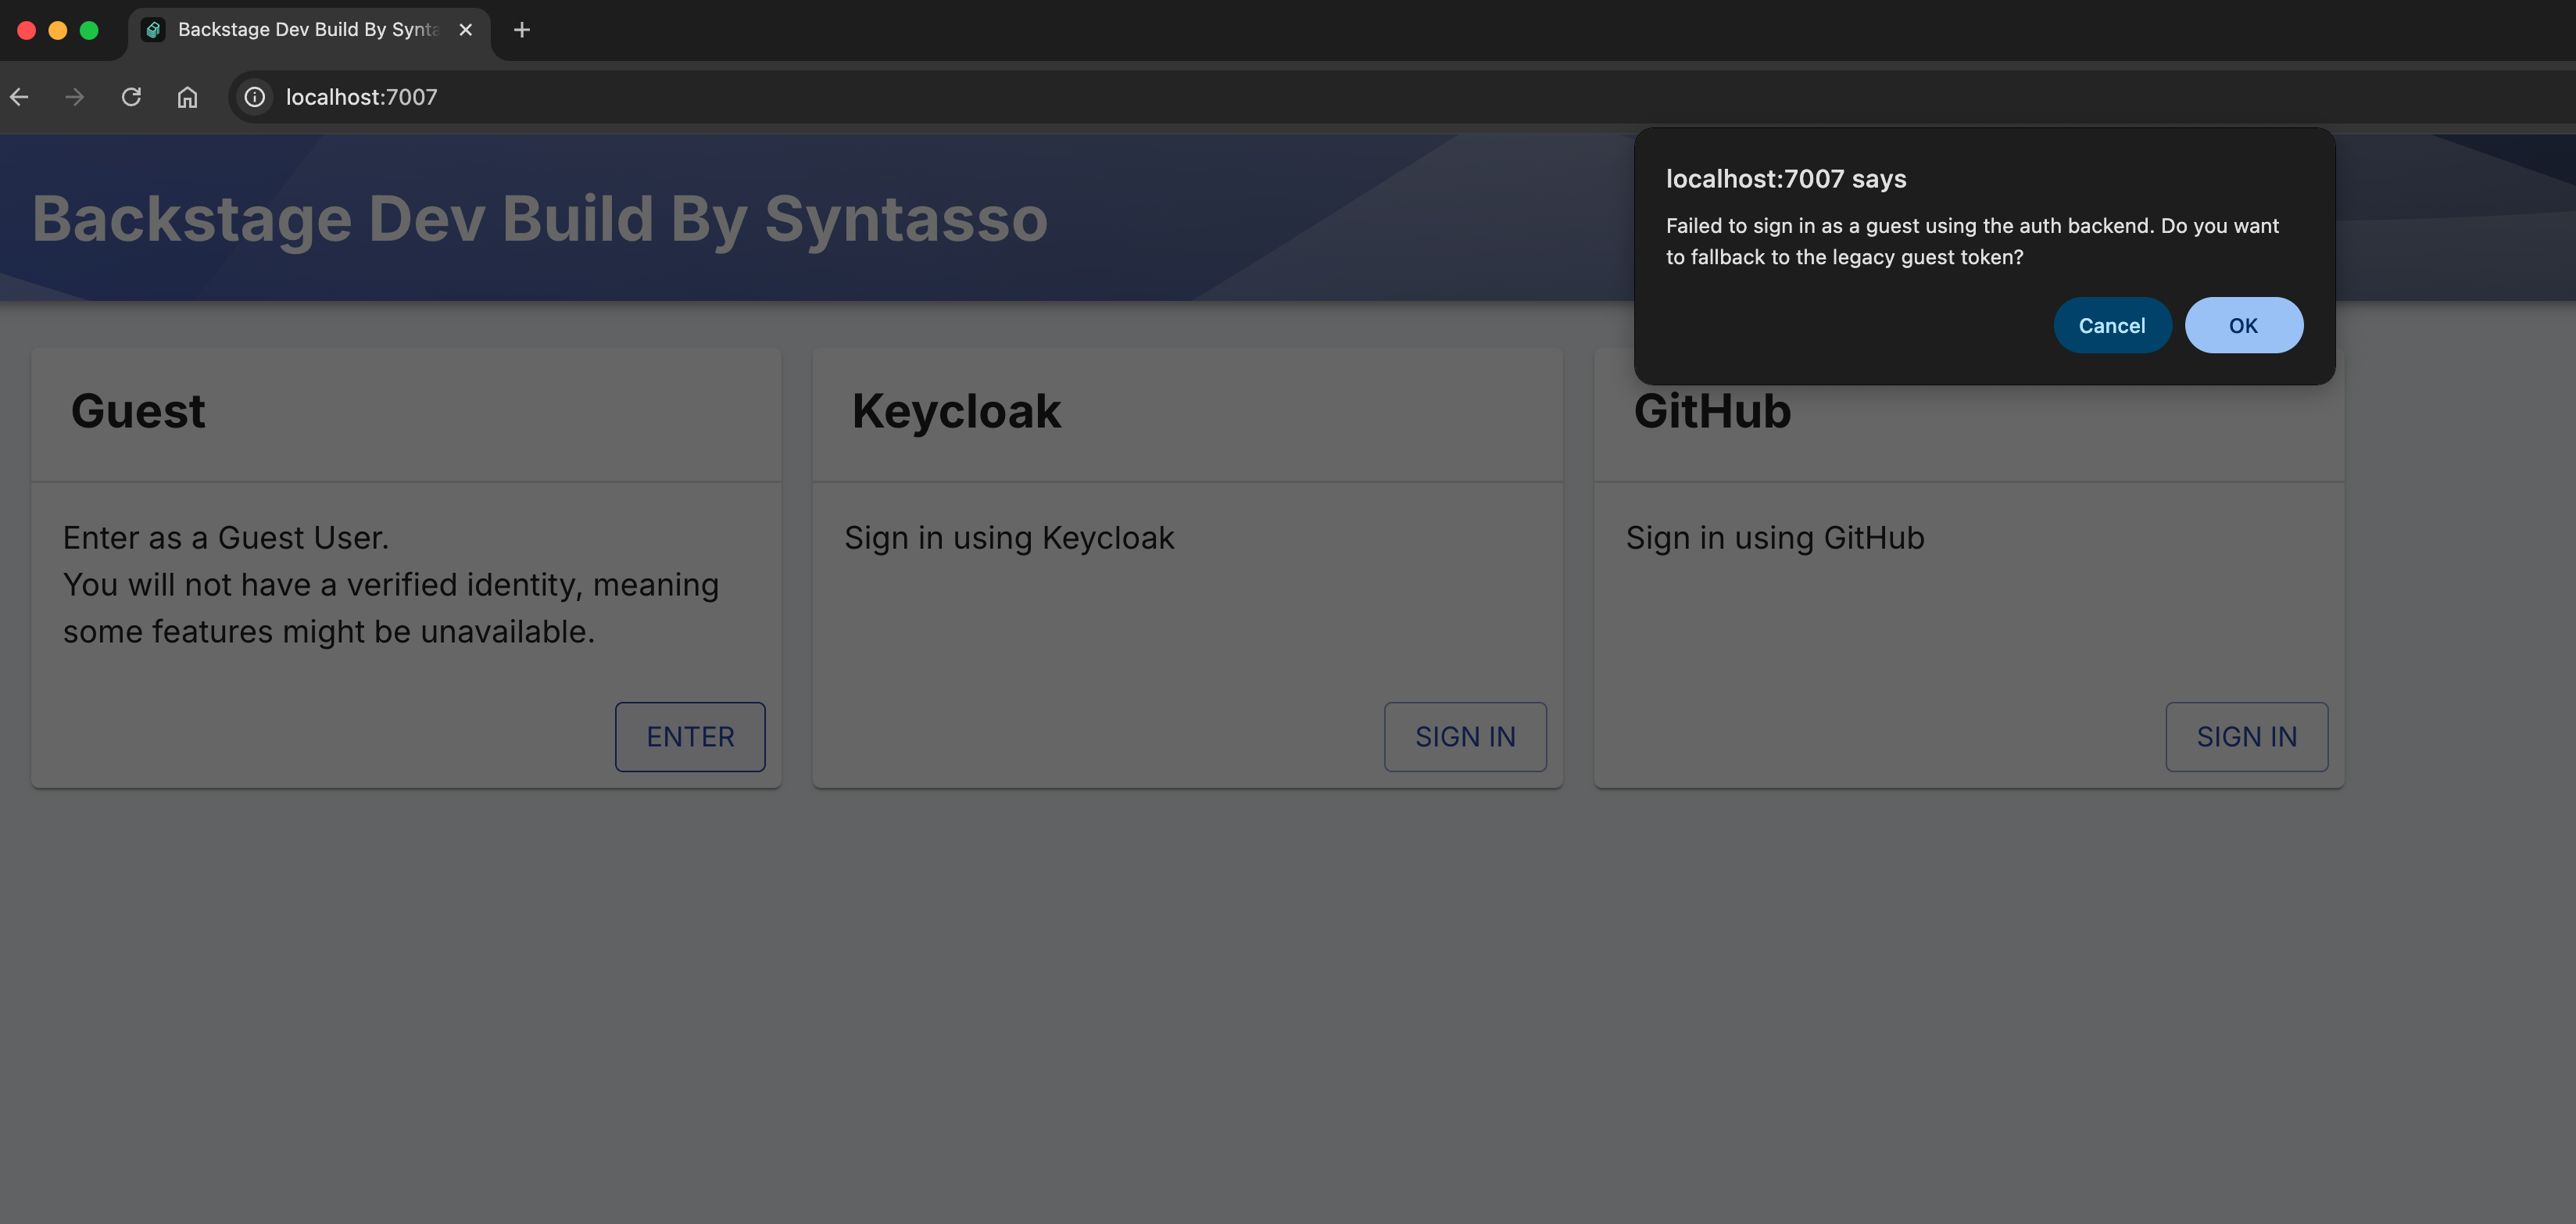 Backstage Dev Build By Synta
localhost:7007
Backstage Dev Build By Syntasso
localhost:7007 says
Failed to sign in as a guest using the auth backend. Do you want
to fallback to the legacy guest token?
Cancel
OK
Guest
Enter as a Guest User.
You will not have a verified identity, meaning
some features might be unavailable.
ENTER
Keycloak
Sign in using Keycloak
SIGN IN
GitHub
Sign in using GitHub
SIGN IN